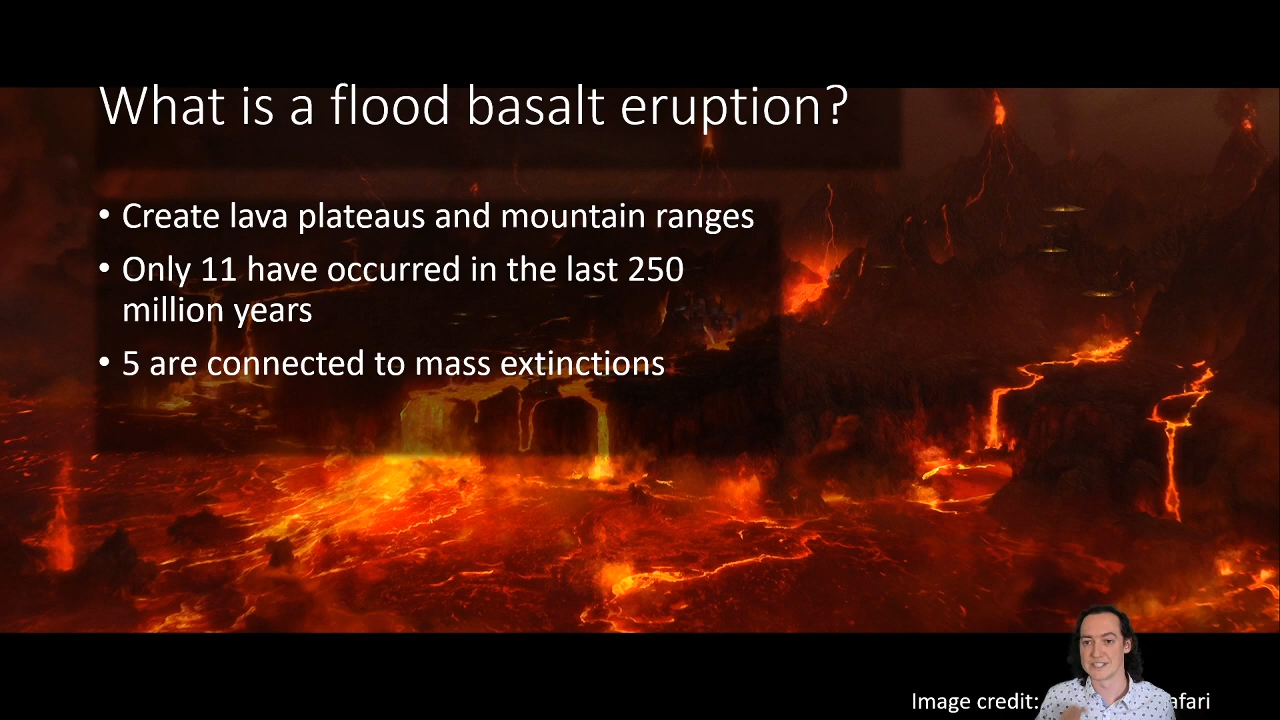 What is a flood basalt eruption?
• Create lava plateaus and mountain ranges
• Only 11 have occurred in the last 250
million years
• 5 are connected to mass extinctions
Image credit: